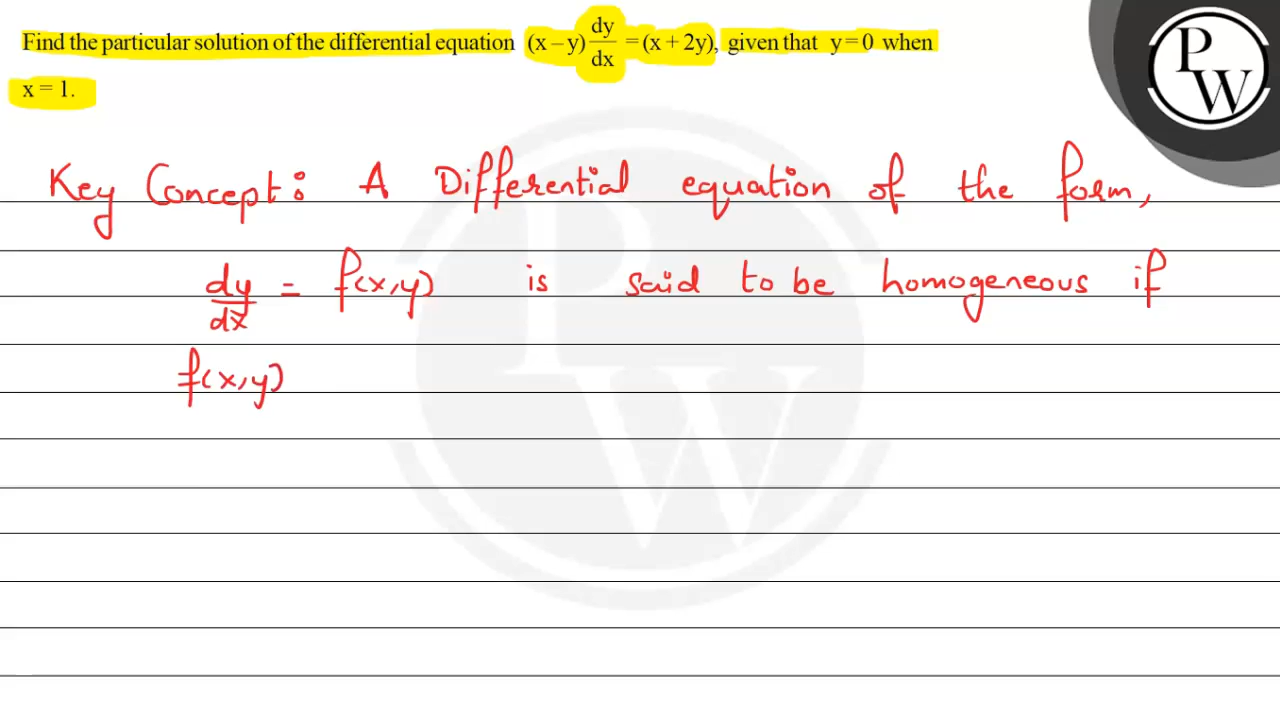 Find the particular solution of the differential equation (x – y) dy/dx = (x + 2y), given that y = 0 when
x = 1.
P
W
Key Concept: A Differential equation of the form,
dy/dx = f(x,y) is said to be homogeneous if
f(x,y)
PW